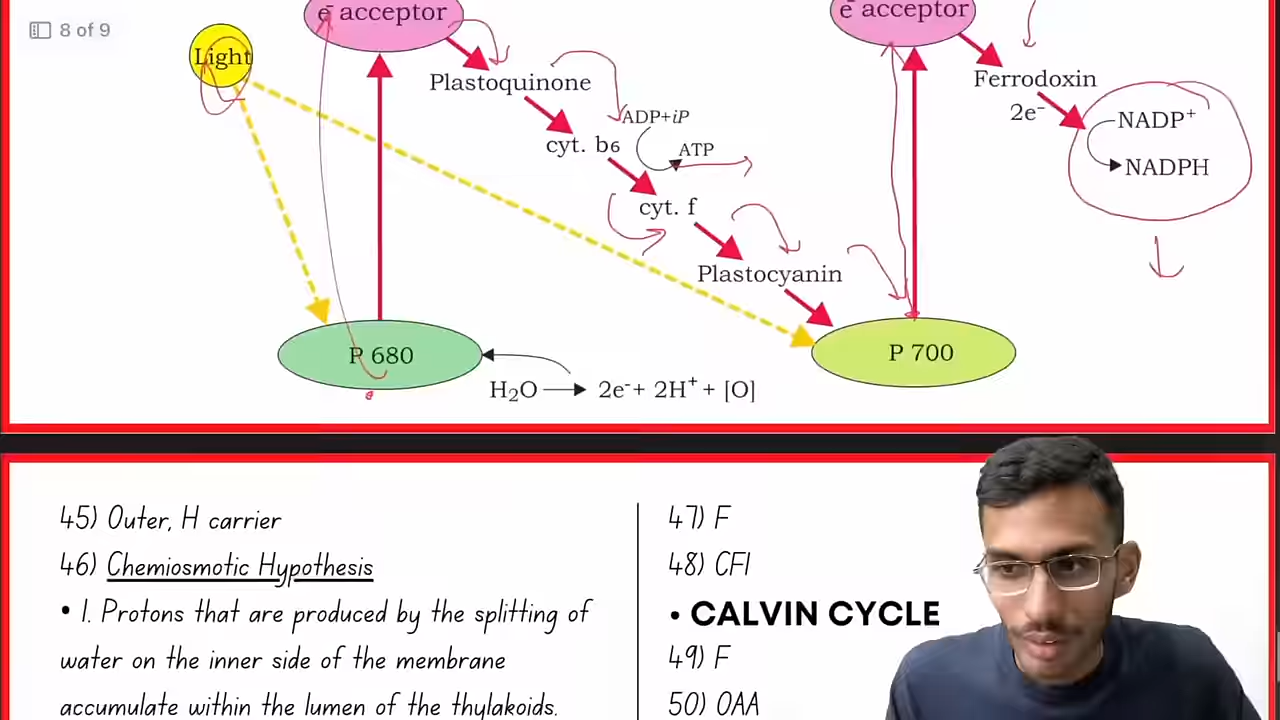 8 of 9
e⁻ acceptor
e⁻ acceptor
Light
Plastoquinone
Ferrodoxin
2e⁻
NADP⁺
NADPH
ADP+iP
ATP
cyt. b6
cyt. f
Plastocyanin
P 680
P 700
H₂O → 2e⁻+ 2H⁺ + [O]
45) Outer, H carrier
46) Chemiosmotic Hypothesis
• 1. Protons that are produced by the splitting of
water on the inner side of the membrane
accumulate within the lumen of the thylakoids.
47) F
48) CF1
• CALVIN CYCLE
49) F
50) OAA